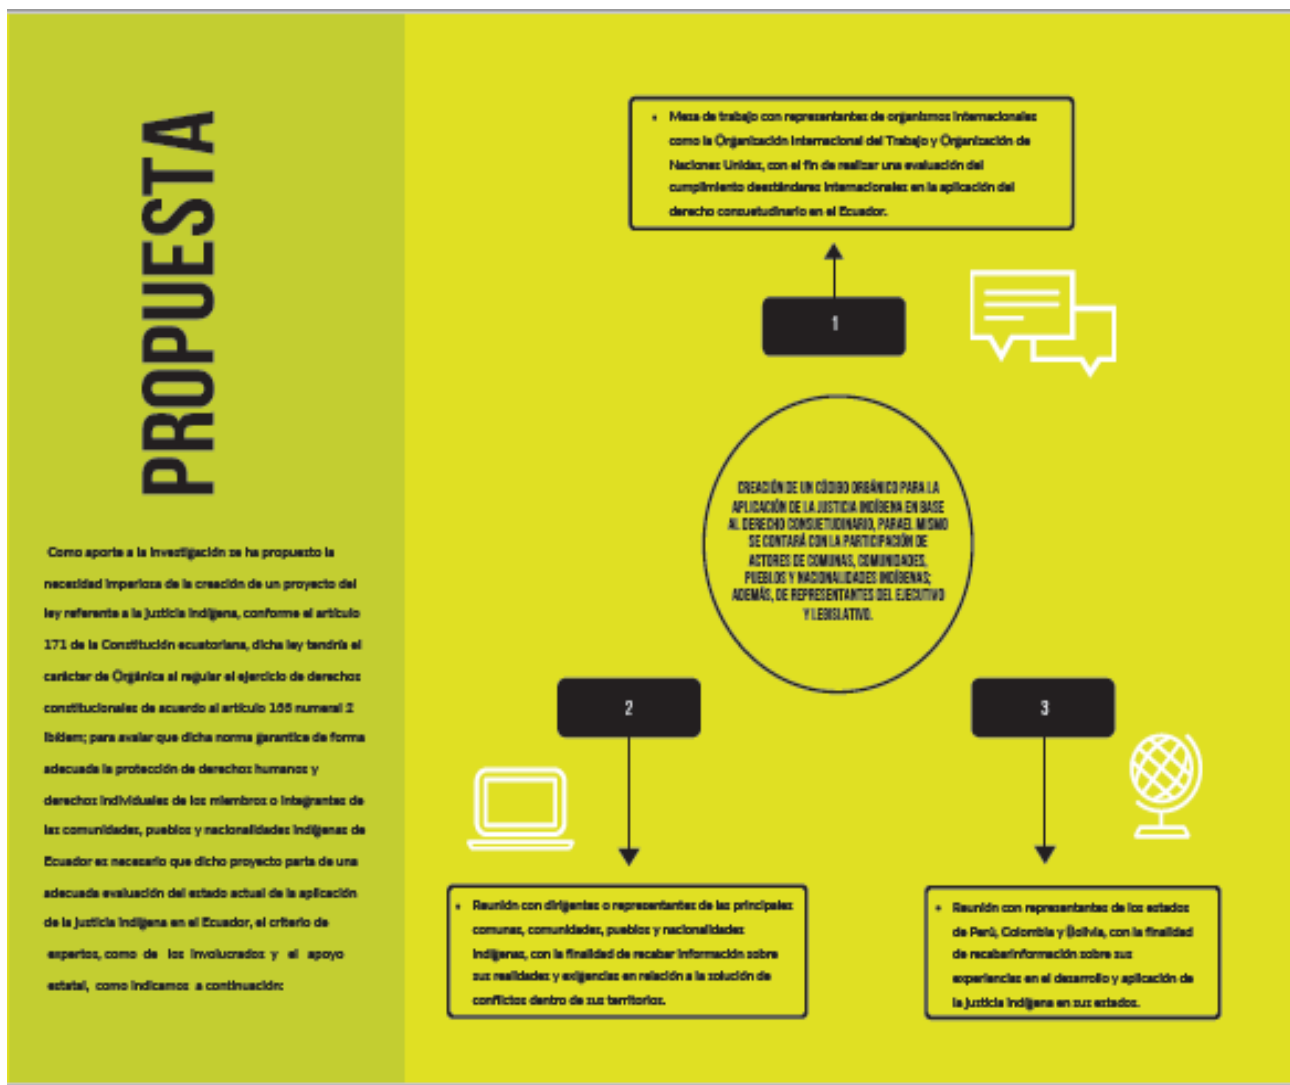 PROPUESTA
Como aporte a la investigación se ha propuesto la
necesidad imperiosa de la creación de un proyecto del
ley referente a la justicia indígena, conforme el artículo
171 de la Constitución ecuatoriana, dicha ley tendría el
carácter de Orgánica al regular el ejercicio de derechos
constitucionales de acuerdo al artículo 166 numeral 2
Ibídem; para avalar que dicha norma garantice de forma
adecuada la protección de derechos humanos y
derechos individuales de los miembros o integrantes de
las comunidades, pueblos y nacionalidades indígenas de
Ecuador es necesario que dicho proyecto parta de una
adecuada evaluación del estado actual de la aplicación
de la justicia indígena en el Ecuador, el criterio de
expertos, como de los involucrados y el apoyo
estatal, como indicamos a continuación:
• Mesa de trabajo con representantes de organismos internacionales
como la Organización Internacional del Trabajo y Organización de
Naciones Unidas, con el fin de realizar una evaluación del
cumplimiento deestándares internacionales en la aplicación del
derecho consuetudinario en el Ecuador.
1
CREACIÓN DE UN CÓDIGO ORGÁNICO PARA LA
APLICACIÓN DE LA JUSTICIA INDÍGENA EN BASE
AL DERECHO CONSUETUDINARIO, PARAEL MISMO
SE CONTARÁ CON LA PARTICIPACIÓN DE
ACTORES DE COMUNAS, COMUNIDADES,
PUEBLOS Y NACIONALIDADES INDÍGENAS;
ADEMÁS, DE REPRESENTANTES DEL EJECUTIVO
Y LEGISLATIVO.
2
• Reunión con dirigentes o representantes de las principales
comunas, comunidades, pueblos y nacionalidades
indígenas, con la finalidad de recabar información sobre
sus realidades y exigencias en relación a la solución de
conflictos dentro de sus territorios.
3
• Reunión con representantes de los estados
de Perú, Colombia y Bolivia, con la finalidad
de recabarinformación sobre sus
experiencias en el desarrollo y aplicación de
la justicia indígena en sus estados.